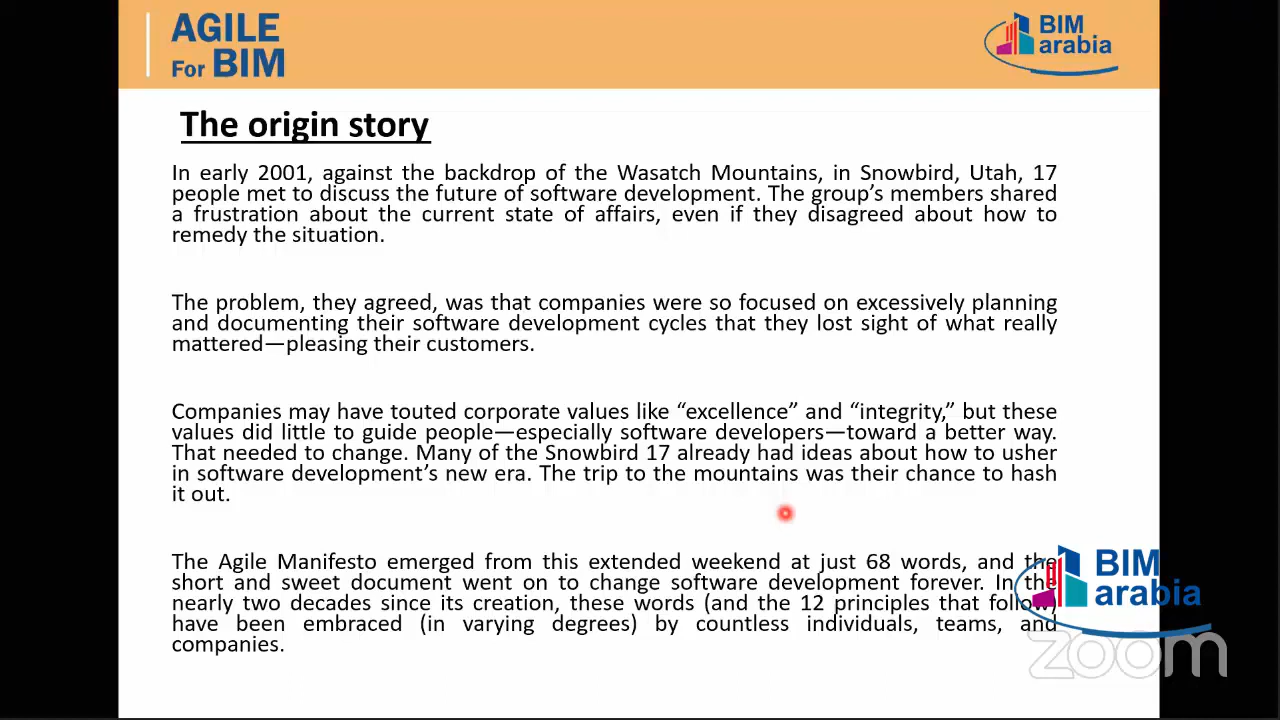 AGILE
For BIM
BIM
arabia
The origin story
In early 2001, against the backdrop of the Wasatch Mountains, in Snowbird, Utah, 17
people met to discuss the future of software development. The group’s members shared
a frustration about the current state of affairs, even if they disagreed about how to
remedy the situation.
The problem, they agreed, was that companies were so focused on excessively planning
and documenting their software development cycles that they lost sight of what really
mattered—pleasing their customers.
Companies may have touted corporate values like “excellence” and “integrity,” but these
values did little to guide people—especially software developers—toward a better way.
That needed to change. Many of the Snowbird 17 already had ideas about how to usher
in software development’s new era. The trip to the mountains was their chance to hash
it out.
The Agile Manifesto emerged from this extended weekend at just 68 words, and the
short and sweet document went on to change software development forever. In the
nearly two decades since its creation, these words (and the 12 principles that follow)
have been embraced (in varying degrees) by countless individuals, teams, and
companies.
BIM
arabia
zoom